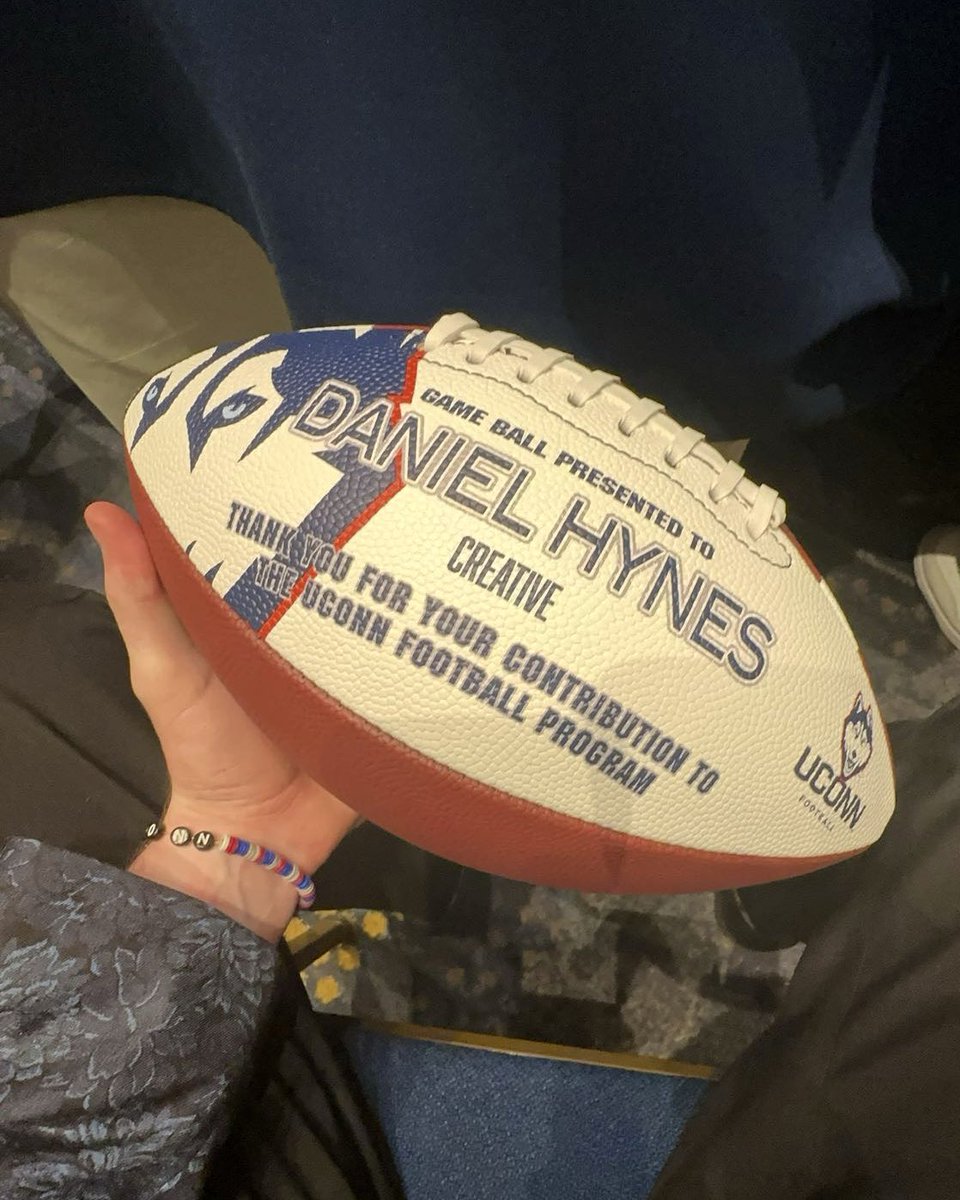 GAME BALL PRESENTED TO
DANIEL HYNES
CREATIVE
THANK YOU FOR YOUR CONTRIBUTION TO
THE UCONN FOOTBALL PROGRAM
UCONN
FOOTBALL
O N N